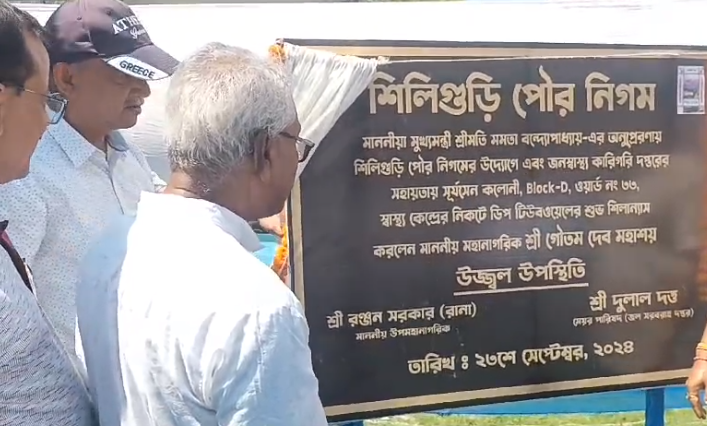 ATHENS
GREECE
শিলিগুড়ি পৌর নিগম
মাননীয়া মুখ্যমন্ত্রী শ্রীমতি মমতা বন্দ্যোপাধ্যায়-এর অনুপ্রেরণায়
শিলিগুড়ি পৌর নিগমের উদ্যোগে এবং জনস্বাস্থ্য কারিগরি দপ্তরের
সহায়তায় সূর্যসেন কলোনী, Block-D, ওয়ার্ড নং ৩৩,
স্বাস্থ্য কেন্দ্রের নিকটে ডিপ টিউবওয়েলের শুভ শিলান্যাস
করলেন মাননীয় মহানাগরিক শ্রী গৌতম দেব মহাশয়
উজ্জ্বল উপস্থিতি
শ্রী রঞ্জন সরকার (রানা)
মাননীয় উপমহানাগরিক
শ্রী দুলাল দত্ত
মেয়র পারিষদ (জল সরবরাহ দপ্তর)
তারিখ ঃ ২৩শে সেপ্টেম্বর, ২০২৪